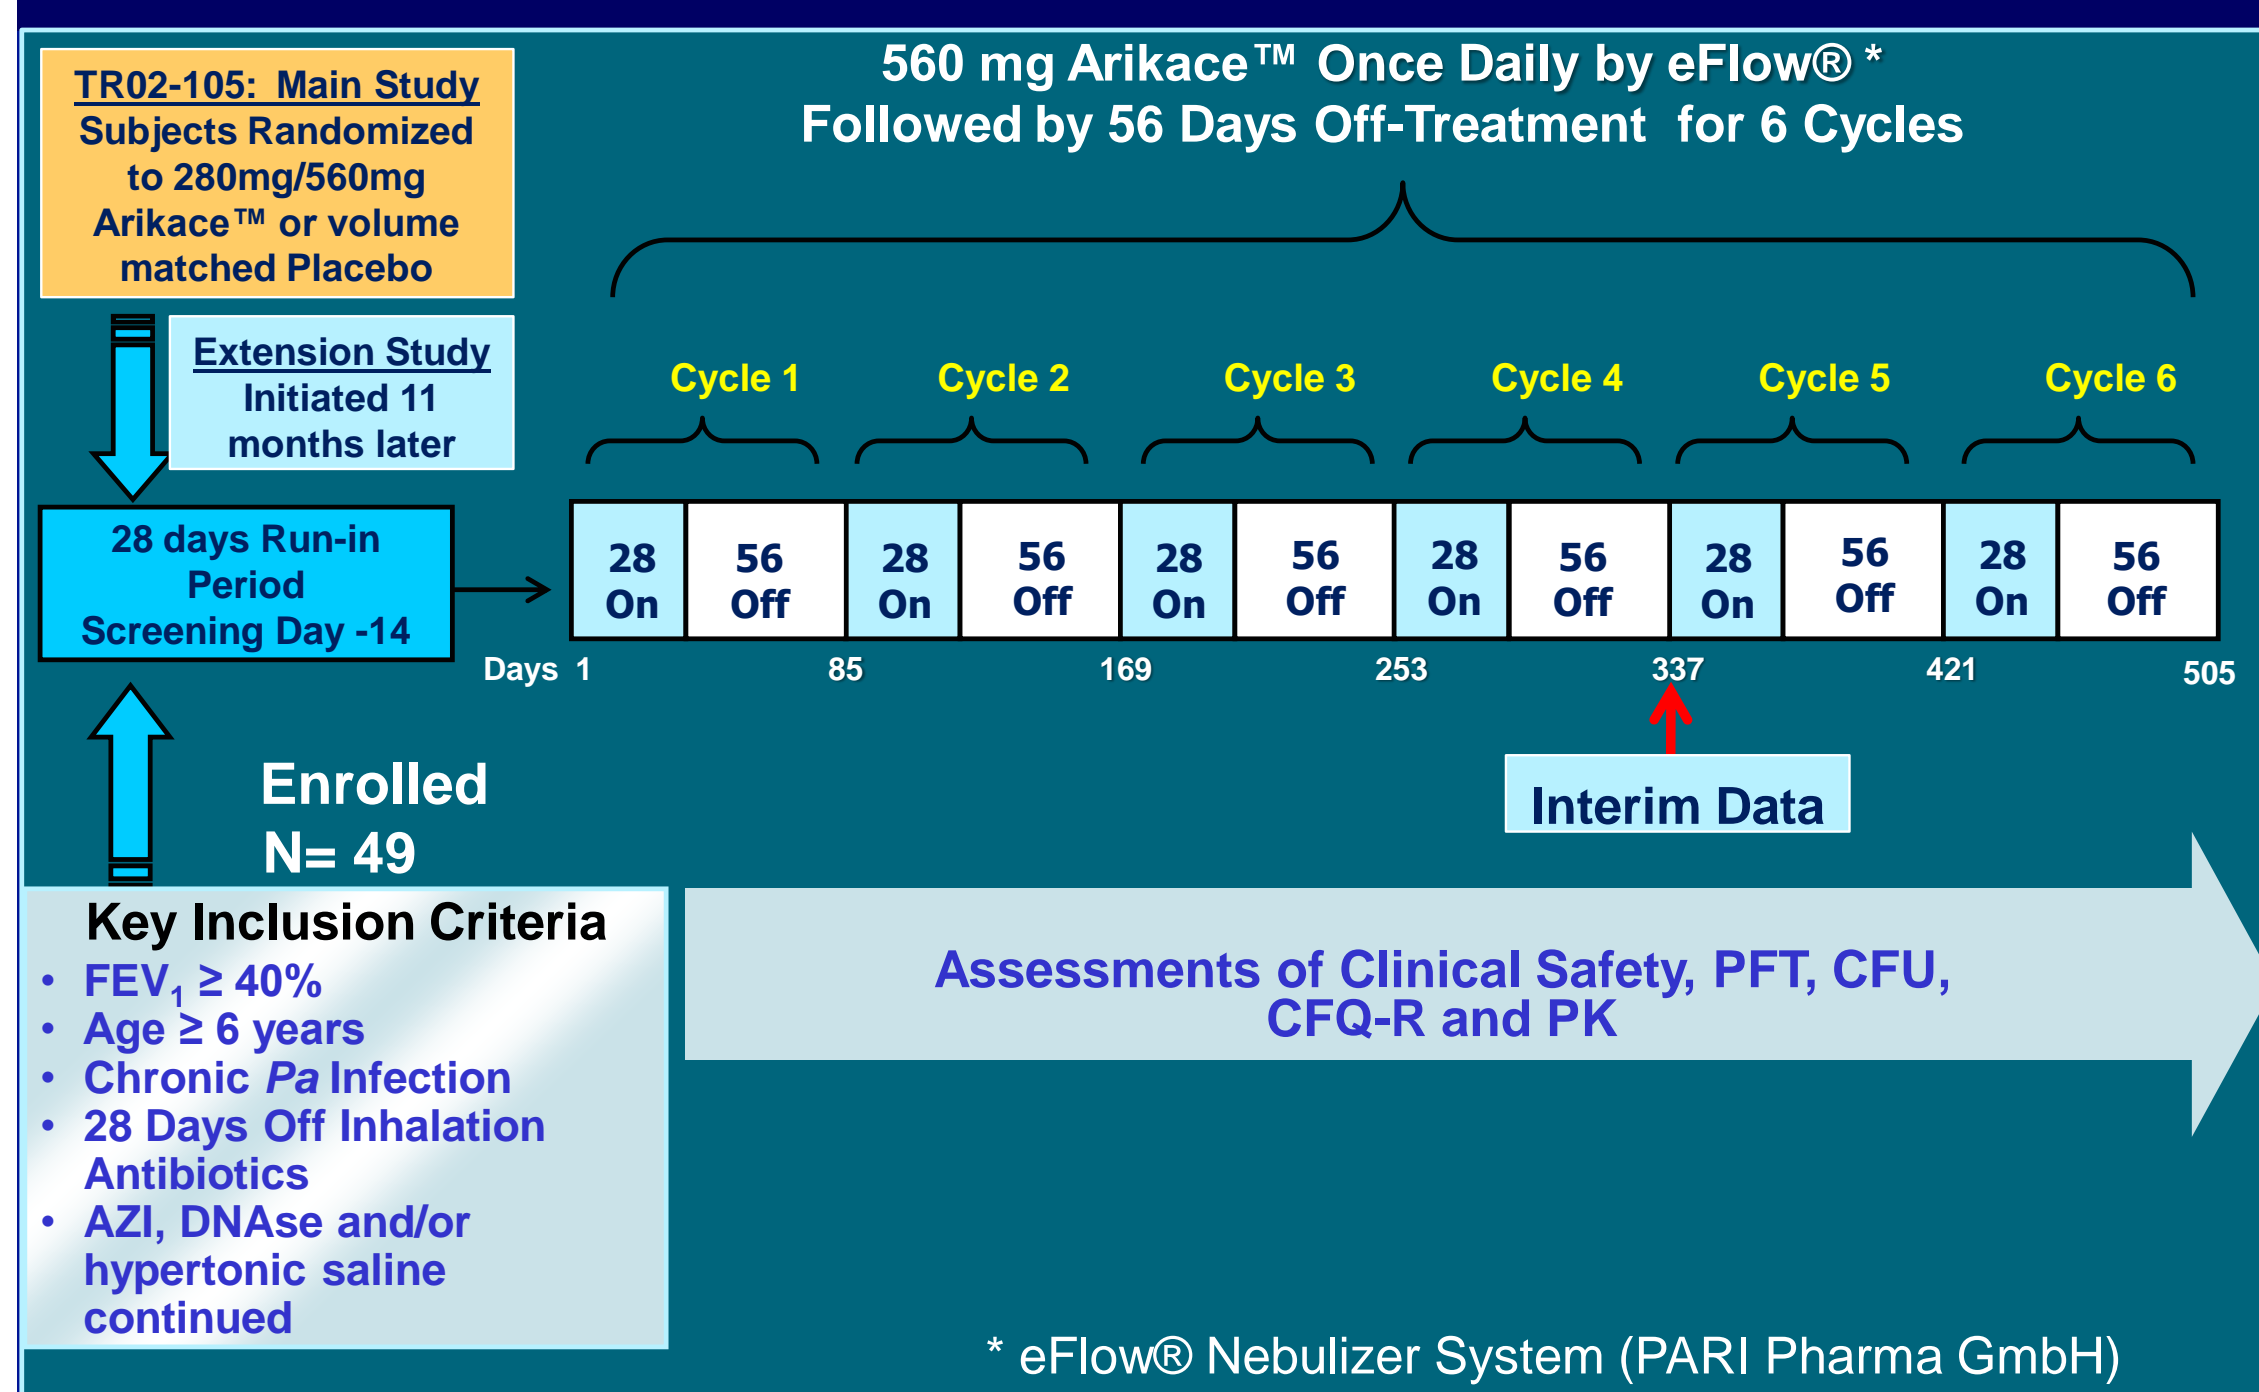 TR02-105: Main Study
Subjects Randomized
to 280mg/560mg
Arikace™ or volume
matched Placebo
560 mg Arikace™ Once Daily by eFlow® *
Followed by 56 Days Off-Treatment for 6 Cycles
Extension Study
Initiated 11
months later
Cycle 1
Cycle 2
Cycle 3
Cycle 4
Cycle 5
Cycle 6
28 days Run-in
Period
Screening Day -14
28
On
56
Off
28
On
56
Off
28
On
56
Off
28
On
56
Off
28
On
56
Off
28
On
56
Off
Days 1 85 169 253 337 421 505
Interim Data
Enrolled
N= 49
Key Inclusion Criteria
• FEV₁ ≥ 40%
• Age ≥ 6 years
• Chronic Pa Infection
• 28 Days Off Inhalation
Antibiotics
• AZI, DNAse and/or
hypertonic saline
continued
Assessments of Clinical Safety, PFT, CFU,
CFQ-R and PK
* eFlow® Nebulizer System (PARI Pharma GmbH)